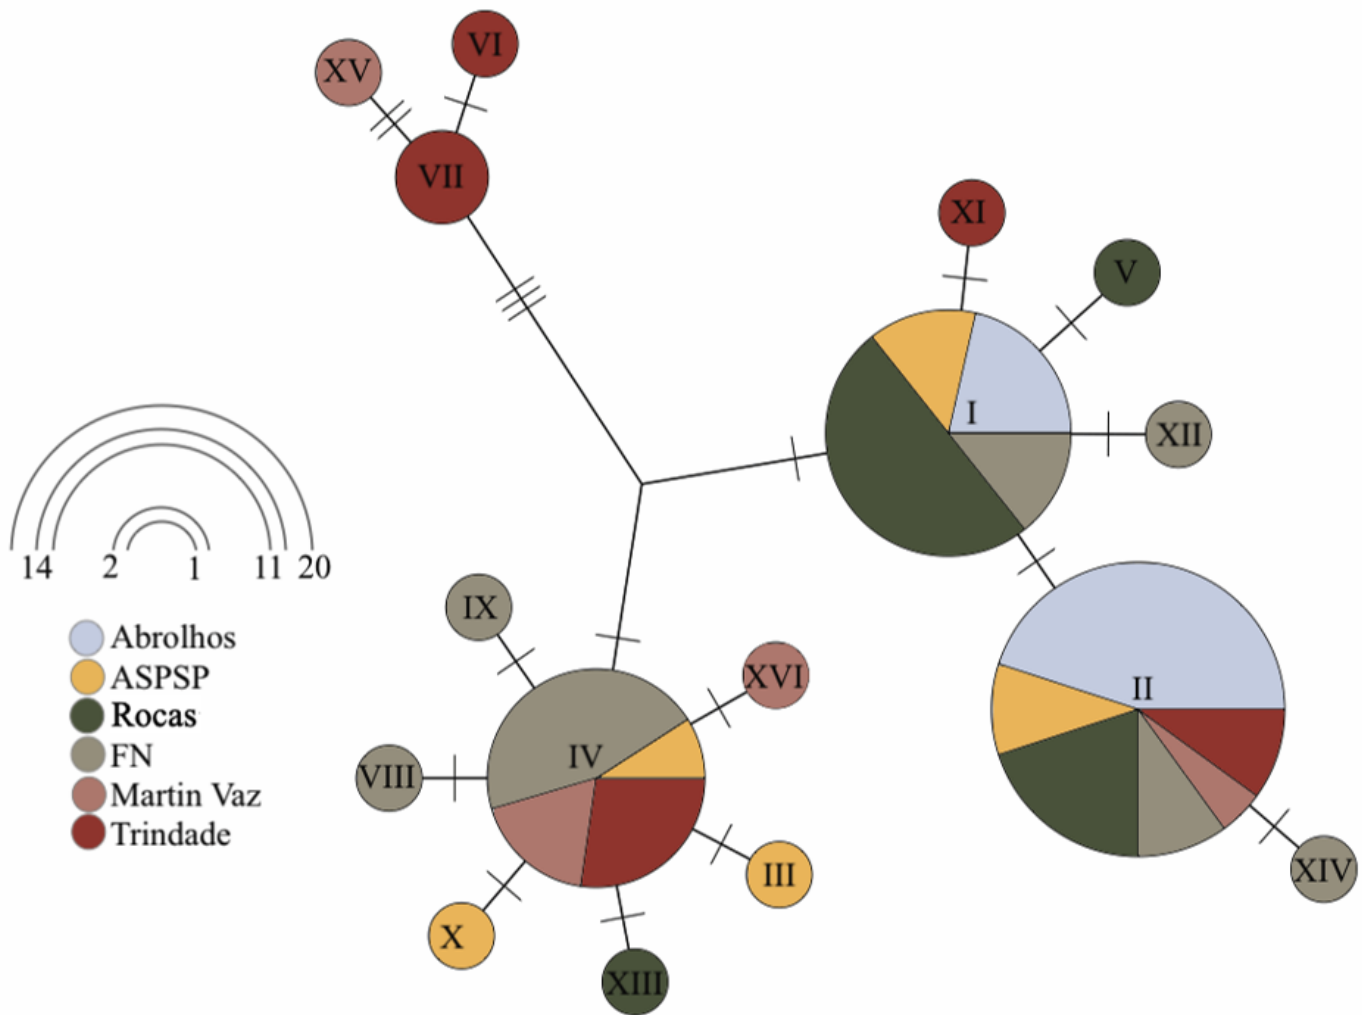 VI
XV
VII
XI
V
I
XII
14 2 1 11 20
IX
XVI
II
Abrolhos
ASPSP
Rocas
FN
Martin Vaz
Trindade
IV
VIII
III
XIV
X
XIII